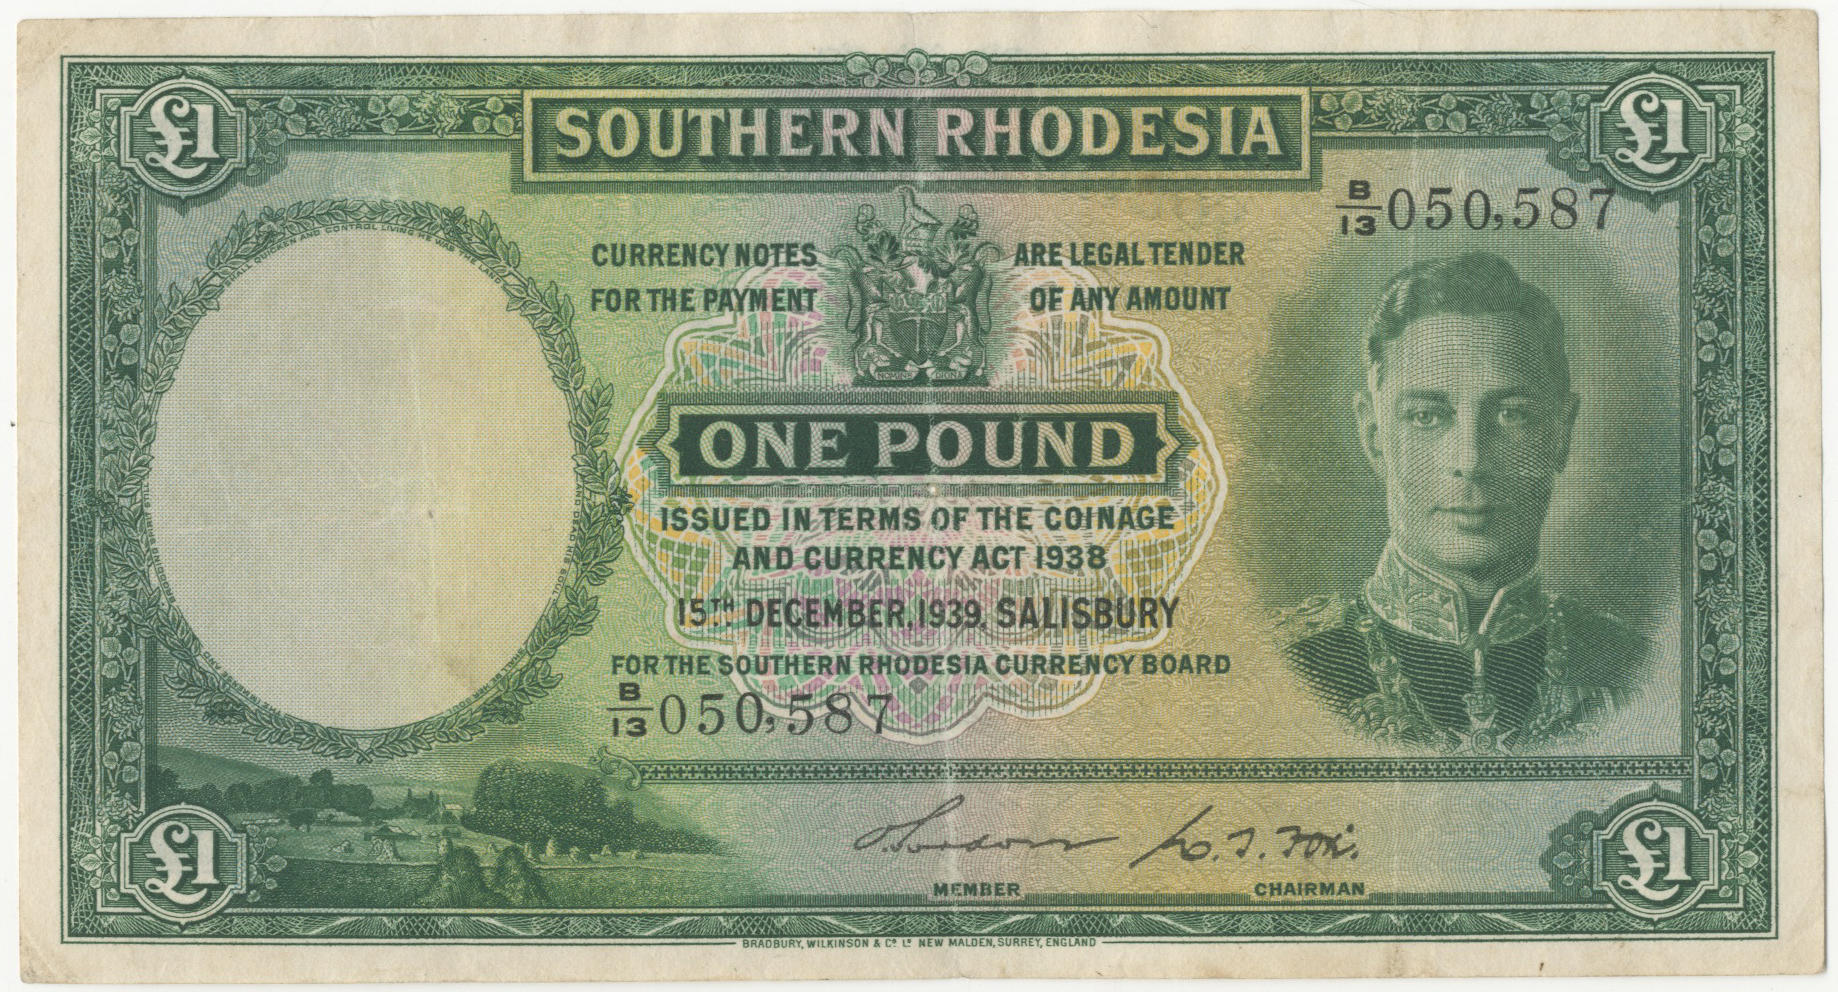 £1
SOUTHERN RHODESIA
£1
B/13 050,587
CURRENCY NOTES ARE LEGAL TENDER
FOR THE PAYMENT OF ANY AMOUNT
ONE POUND
ISSUED IN TERMS OF THE COINAGE
AND CURRENCY ACT 1938
15TH DECEMBER, 1939, SALISBURY
FOR THE SOUTHERN RHODESIA CURRENCY BOARD
B/13 050,587
MEMBER
CHAIRMAN
£1
£1
BRADBURY, WILKINSON & Cº Lº NEW MALDEN, SURREY, ENGLAND